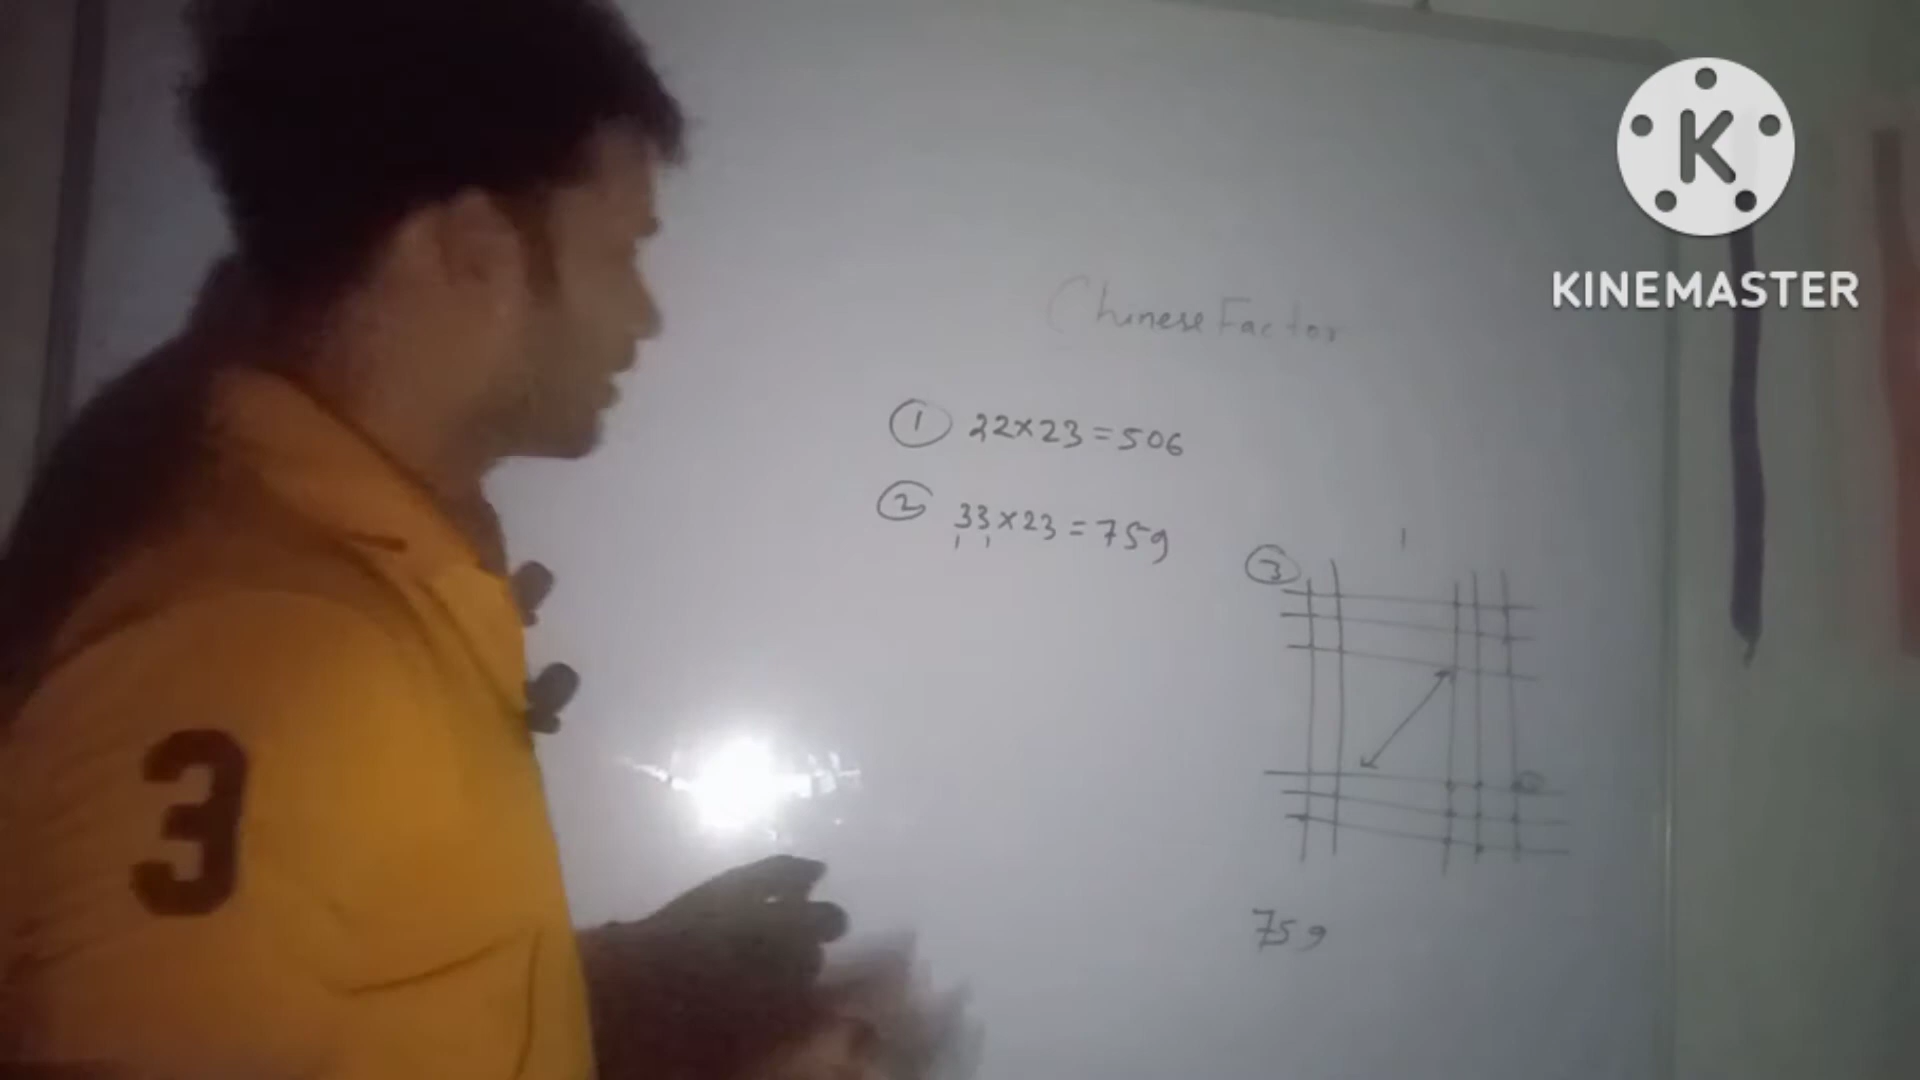 K
KINEMASTER
Chinese Factor
① 22×23=506
② 33×23=759
③
759
3